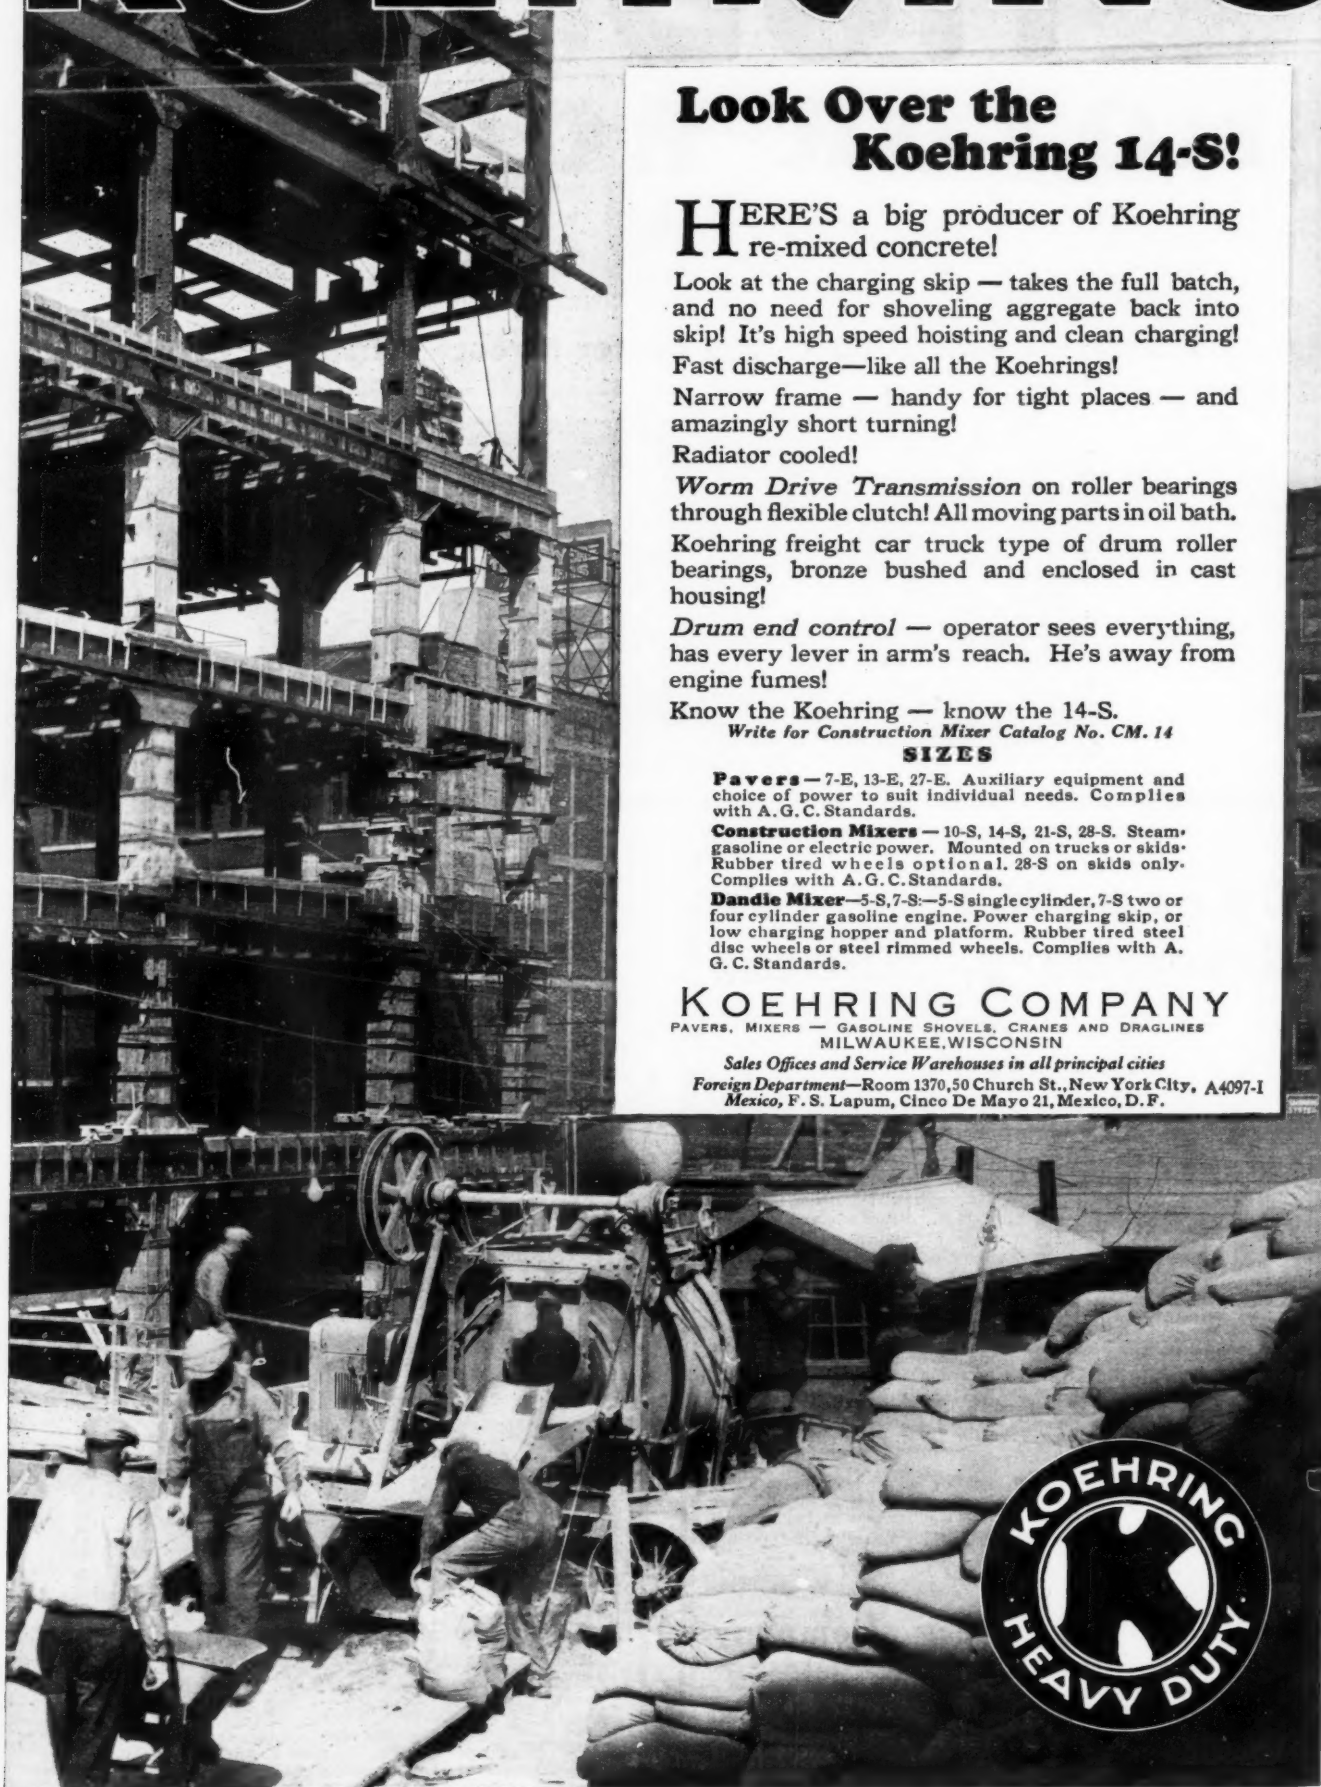 KOEHRING
Look Over the
Koehring 14-S!
HERE'S a big producer of Koehring
re-mixed concrete!
Look at the charging skip — takes the full batch,
and no need for shoveling aggregate back into
skip! It's high speed hoisting and clean charging!
Fast discharge—like all the Koehrings!
Narrow frame — handy for tight places — and
amazingly short turning!
Radiator cooled!
Worm Drive Transmission on roller bearings
through flexible clutch! All moving parts in oil bath.
Koehring freight car truck type of drum roller
bearings, bronze bushed and enclosed in cast
housing!
Drum end control — operator sees everything,
has every lever in arm's reach. He's away from
engine fumes!
Know the Koehring — know the 14-S.
Write for Construction Mixer Catalog No. CM. 14
SIZES
Pavers — 7-E, 13-E, 27-E. Auxiliary equipment and
choice of power to suit individual needs. Complies
with A. G. C. Standards.
Construction Mixers — 10-S, 14-S, 21-S, 28-S. Steam,
gasoline or electric power. Mounted on trucks or skids.
Rubber tired wheels optional. 28-S on skids only.
Complies with A. G. C. Standards.
Dandie Mixer—5-S, 7-S:—5-S single cylinder, 7-S two or
four cylinder gasoline engine. Power charging skip, or
low charging hopper and platform. Rubber tired steel
disc wheels or steel rimmed wheels. Complies with A.
G. C. Standards.
KOEHRING COMPANY
PAVERS, MIXERS — GASOLINE SHOVELS, CRANES AND DRAGLINES
MILWAUKEE, WISCONSIN
Sales Offices and Service Warehouses in all principal cities
Foreign Department—Room 1370, 50 Church St., New York City, A4097-1
Mexico, F. S. Lapum, Cinco De Mayo 21, Mexico, D. F.
KOEHRING
K
HEAVY DUTY